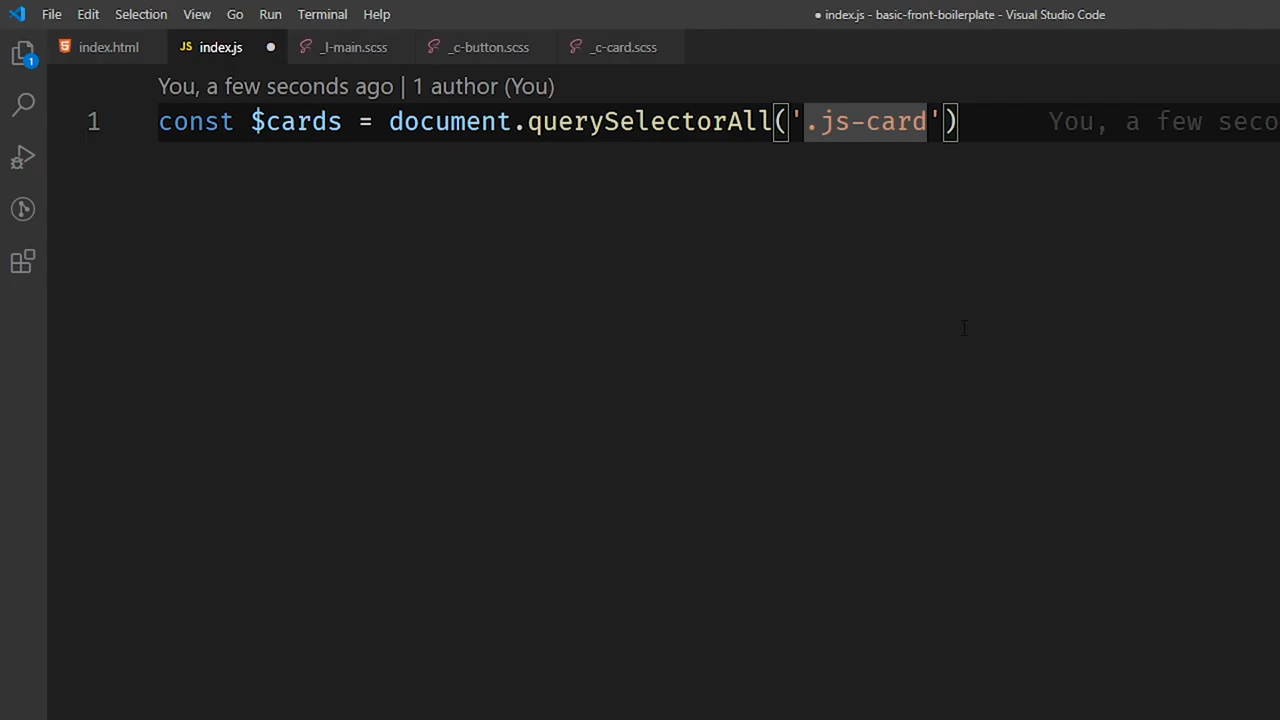 File Edit Selection View Go Run Terminal Help
● index.js - basic-front-boilerplate - Visual Studio Code
index.html JS index.js ● _l-main.scss _c-button.scss _c-card.scss
1
You, a few seconds ago | 1 author (You)
1 const $cards = document.querySelectorAll('.js-card') You, a few seco